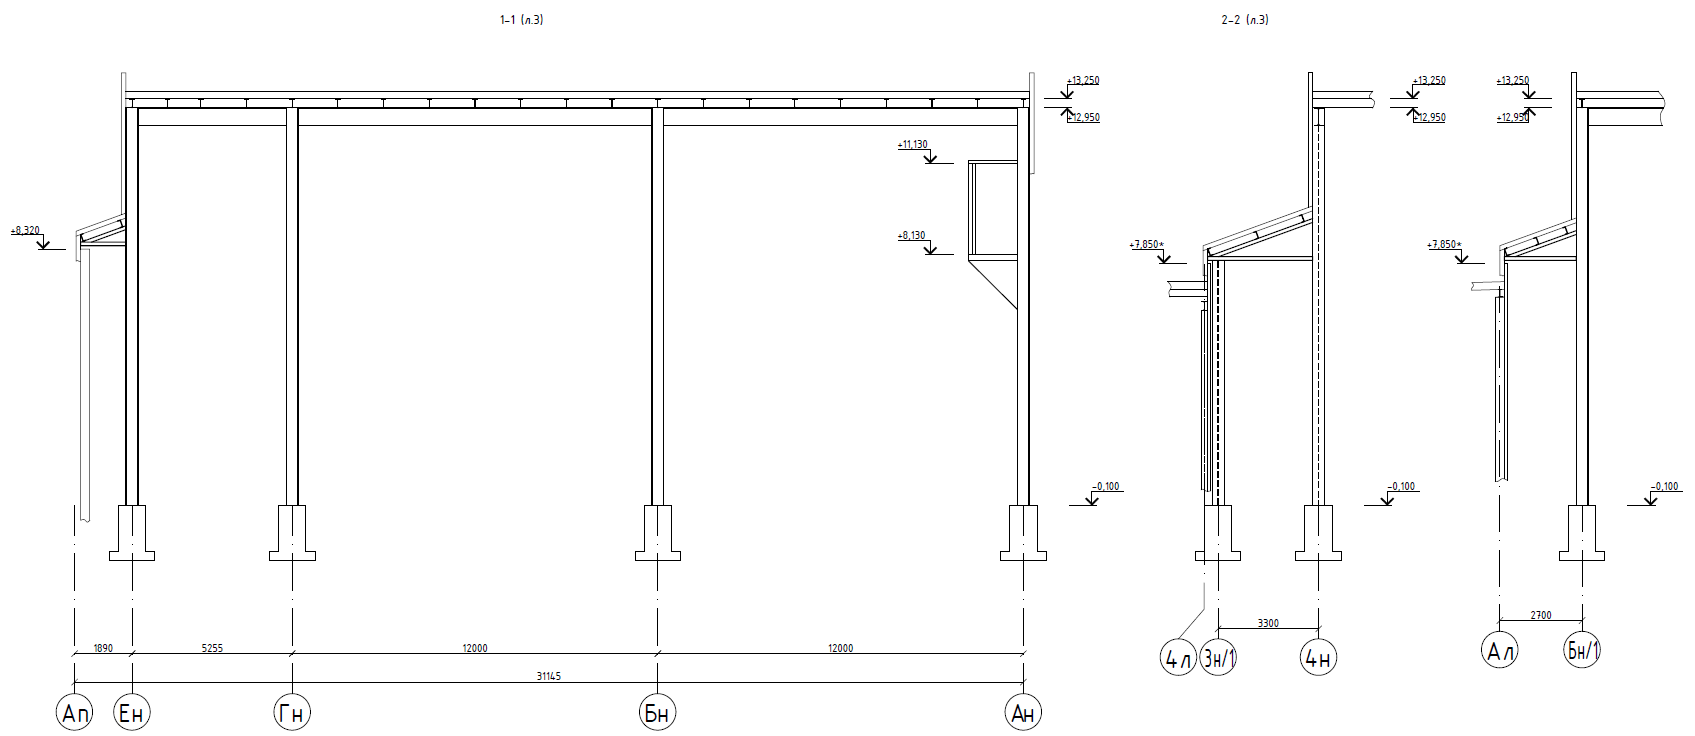 1-1 (л.3)
2-2 (л.3)
+13,250
+12,950
+13,250
+12,950
+13,250
+12,950
+11,130
+8,130
+8,320
+7,850*
+7,850*
-0,100
-0,100
-0,100
1890
5255
12000
12000
31145
3300
2700
Ап
Ен
Гн
Бн
Ан
4л
3н/1
4н
Ал
Бн/1